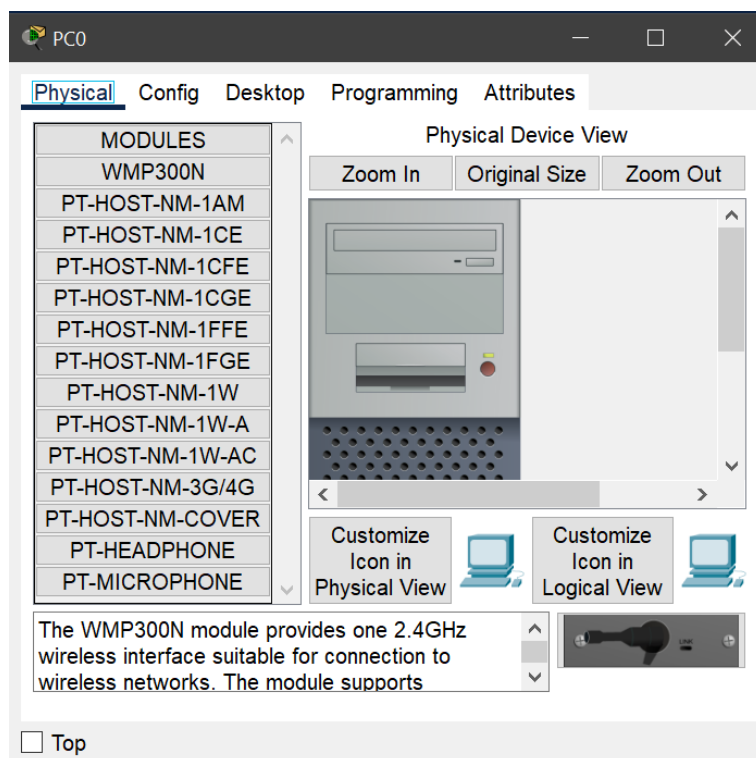 PC0
Physical Config Desktop Programming Attributes
MODULES
WMP300N
PT-HOST-NM-1AM
PT-HOST-NM-1CE
PT-HOST-NM-1CFE
PT-HOST-NM-1CGE
PT-HOST-NM-1FFE
PT-HOST-NM-1FGE
PT-HOST-NM-1W
PT-HOST-NM-1W-A
PT-HOST-NM-1W-AC
PT-HOST-NM-3G/4G
PT-HOST-NM-COVER
PT-HEADPHONE
PT-MICROPHONE
Physical Device View
Zoom In Original Size Zoom Out
Customize
Icon in
Physical View
Customize
Icon in
Logical View
The WMP300N module provides one 2.4GHz
wireless interface suitable for connection to
wireless networks. The module supports
LINK
Top